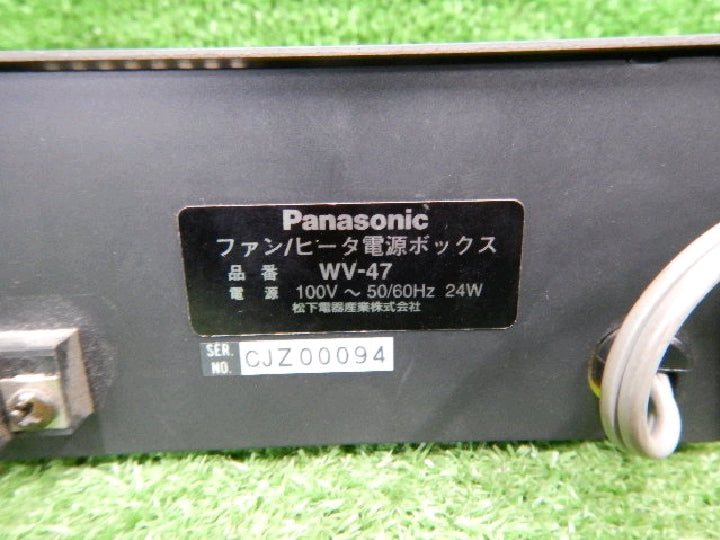 Panasonic
ファン/ヒータ電源ボックス
品番 WV-47
電源 100V ～ 50/60Hz 24W
松下電器産業株式会社
SER. NO. CJZ00094